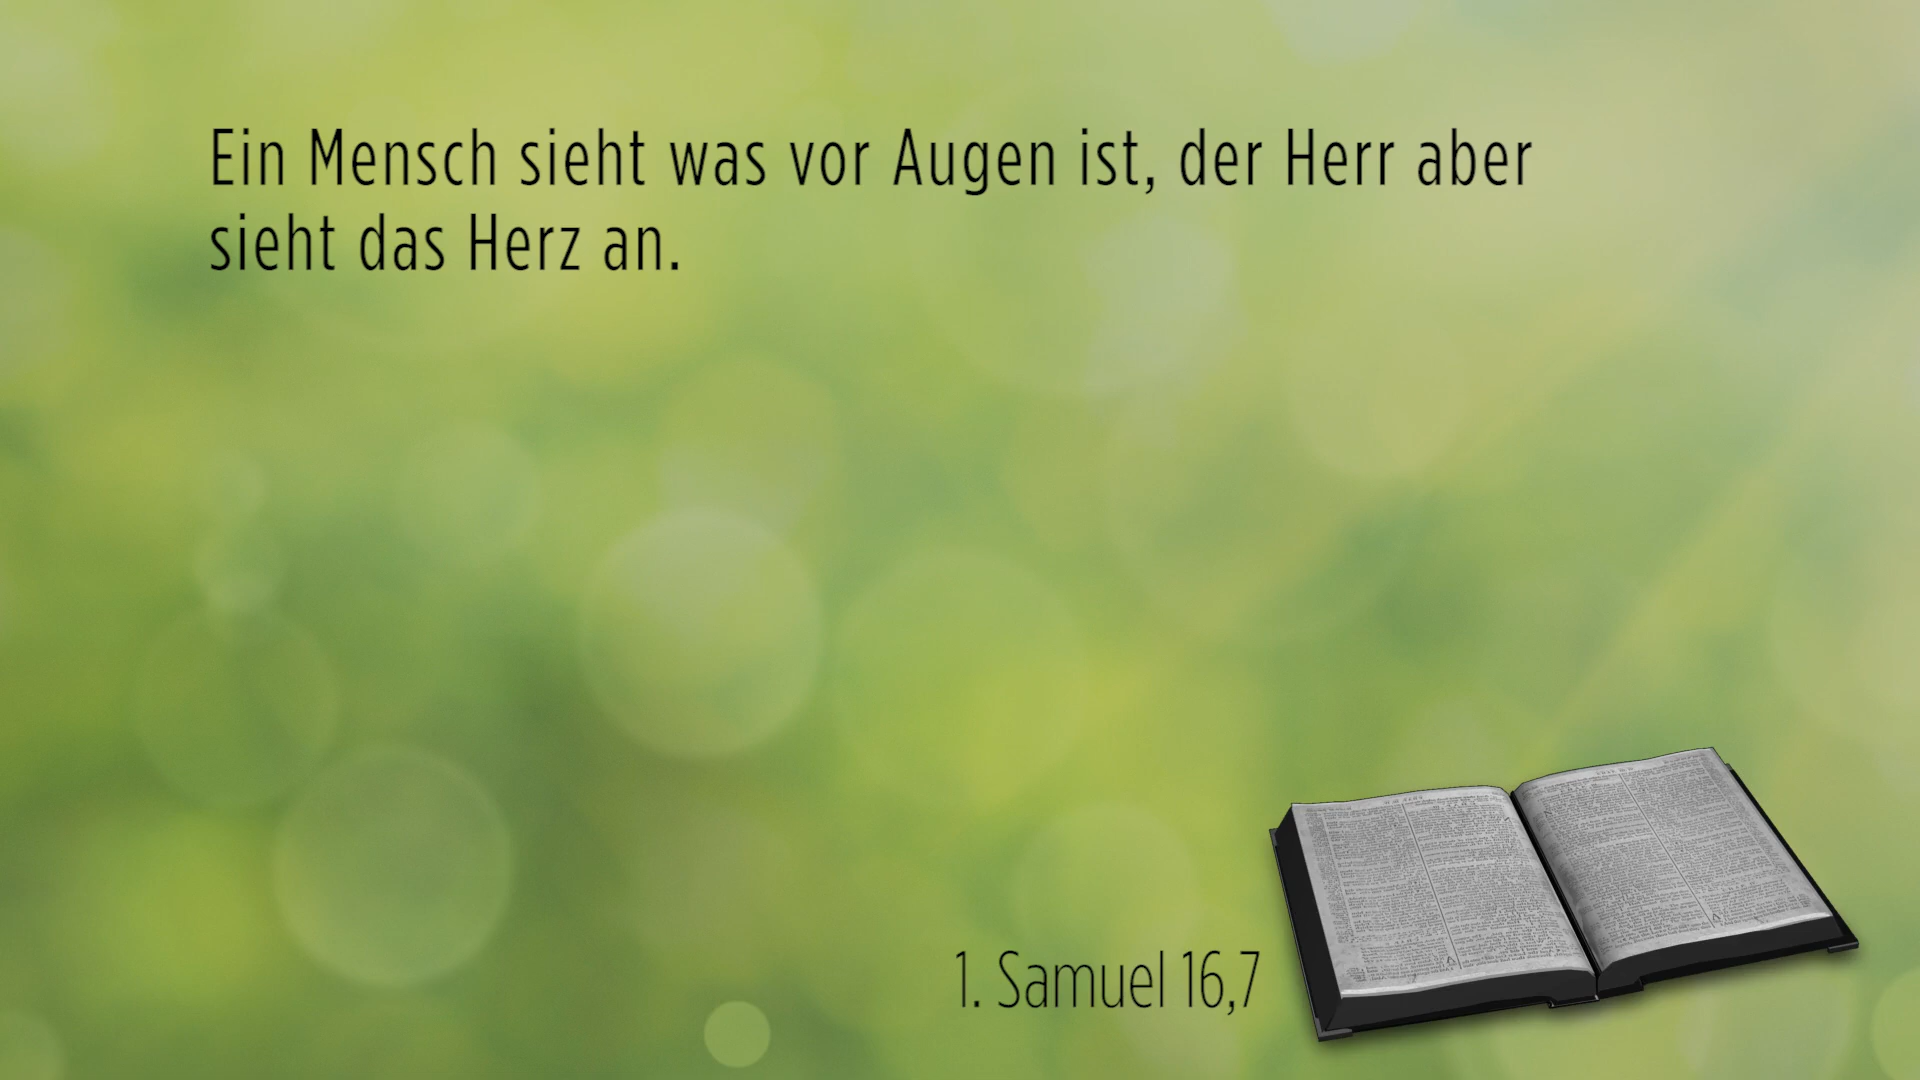 Ein Mensch sieht was vor Augen ist, der Herr aber
sieht das Herz an.
1. Samuel 16,7